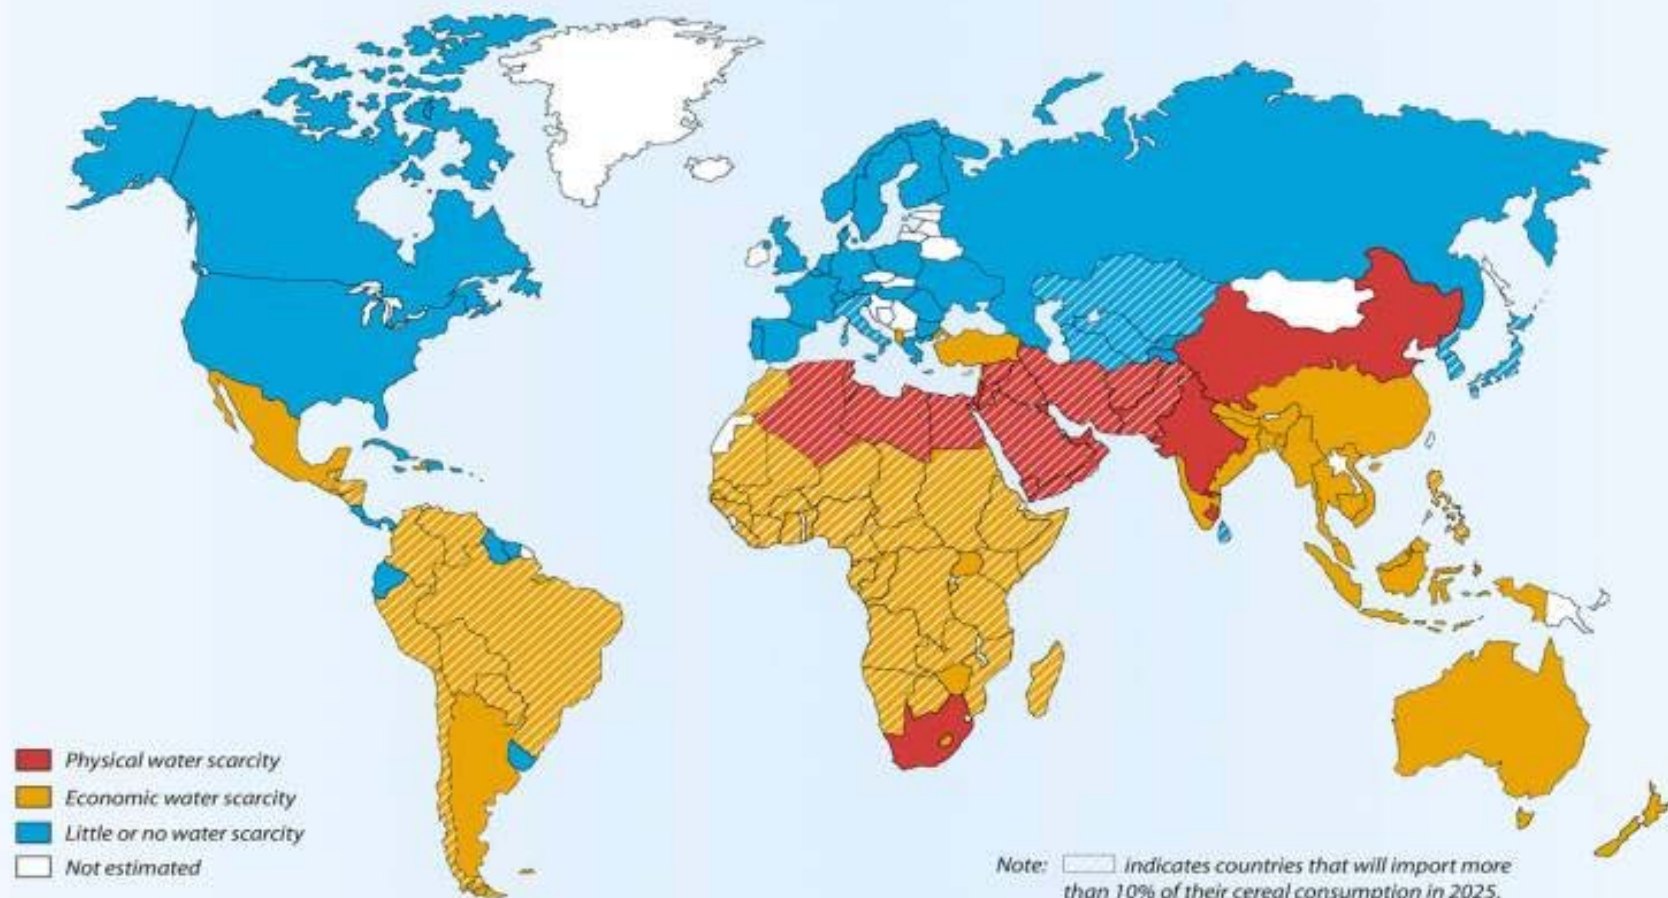 Physical water scarcity
Economic water scarcity
Little or no water scarcity
Not estimated
Note: indicates countries that will import more
than 10% of their cereal consumption in 2025.